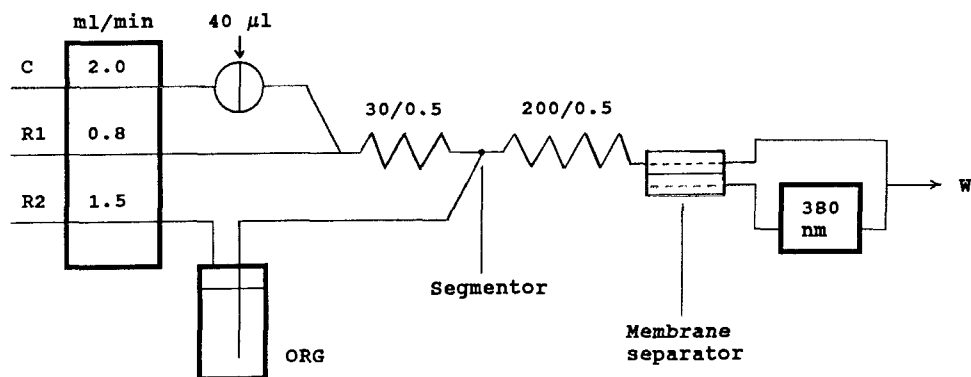 ml/min
40 µl
C 2.0
30/0.5
200/0.5
R1 0.8
R2 1.5
W
380
nm
Segmentor
Membrane
separator
ORG